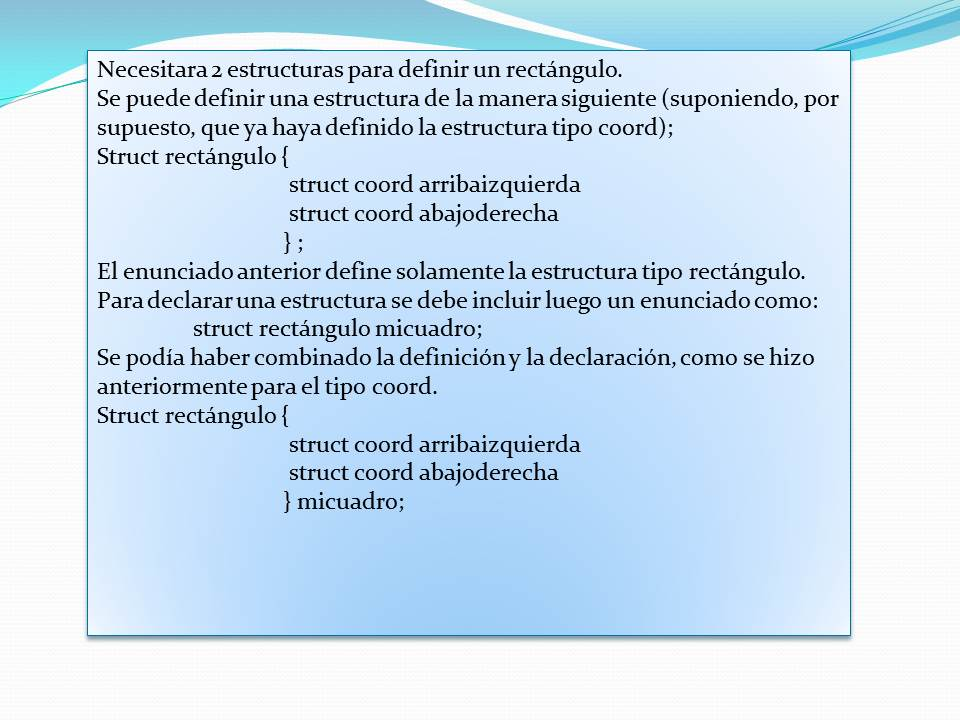 Necesitara 2 estructuras para definir un rectángulo.
Se puede definir una estructura de la manera siguiente (suponiendo, por
supuesto, que ya haya definido la estructura tipo coord);
Struct rectángulo {
struct coord arribaizquierda
struct coord abajoderecha
} ;
El enunciado anterior define solamente la estructura tipo rectángulo.
Para declarar una estructura se debe incluir luego un enunciado como:
struct rectángulo micuadro;
Se podía haber combinado la definición y la declaración, como se hizo
anteriormente para el tipo coord.
Struct rectángulo {
struct coord arribaizquierda
struct coord abajoderecha
} micuadro;